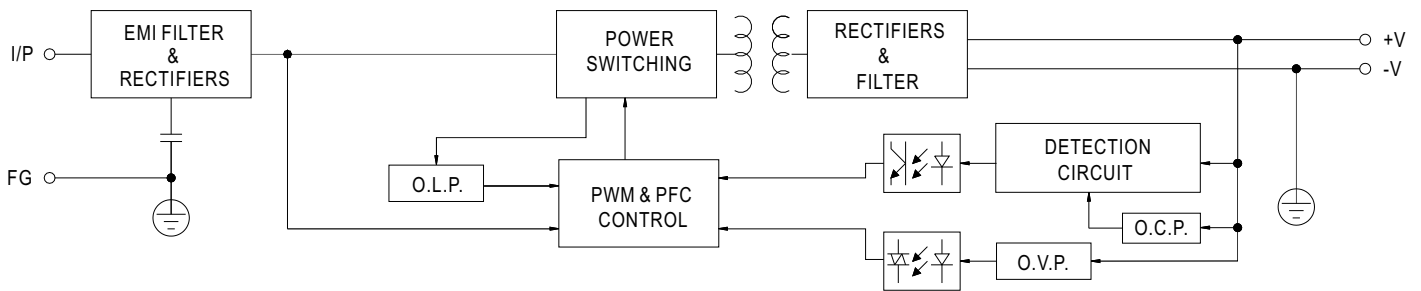 I/P
EMI FILTER
&
RECTIFIERS
POWER
SWITCHING
RECTIFIERS
&
FILTER
+V
-V
FG
O.L.P.
PWM & PFC
CONTROL
DETECTION
CIRCUIT
O.C.P.
O.V.P.